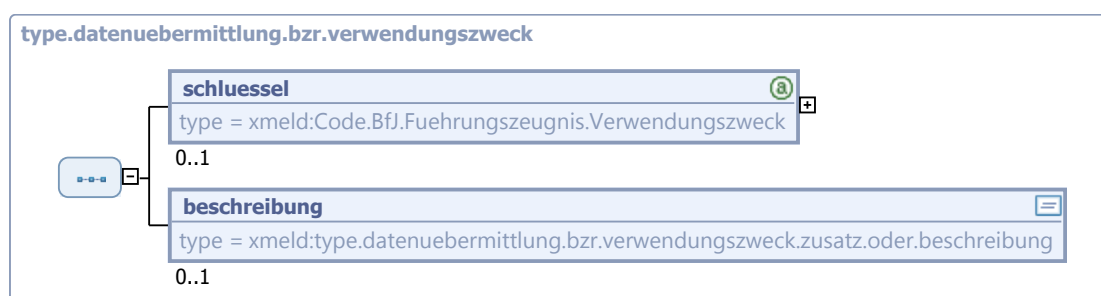 type.datenuebermittlung.bzr.verwendungszweck
schluessel
type = xmeld:Code.BfJ.Fuehrungszeugnis.Verwendungszweck
0..1
beschreibung
type = xmeld:type.datenuebermittlung.bzr.verwendungszweck.zusatz.oder.beschreibung
0..1